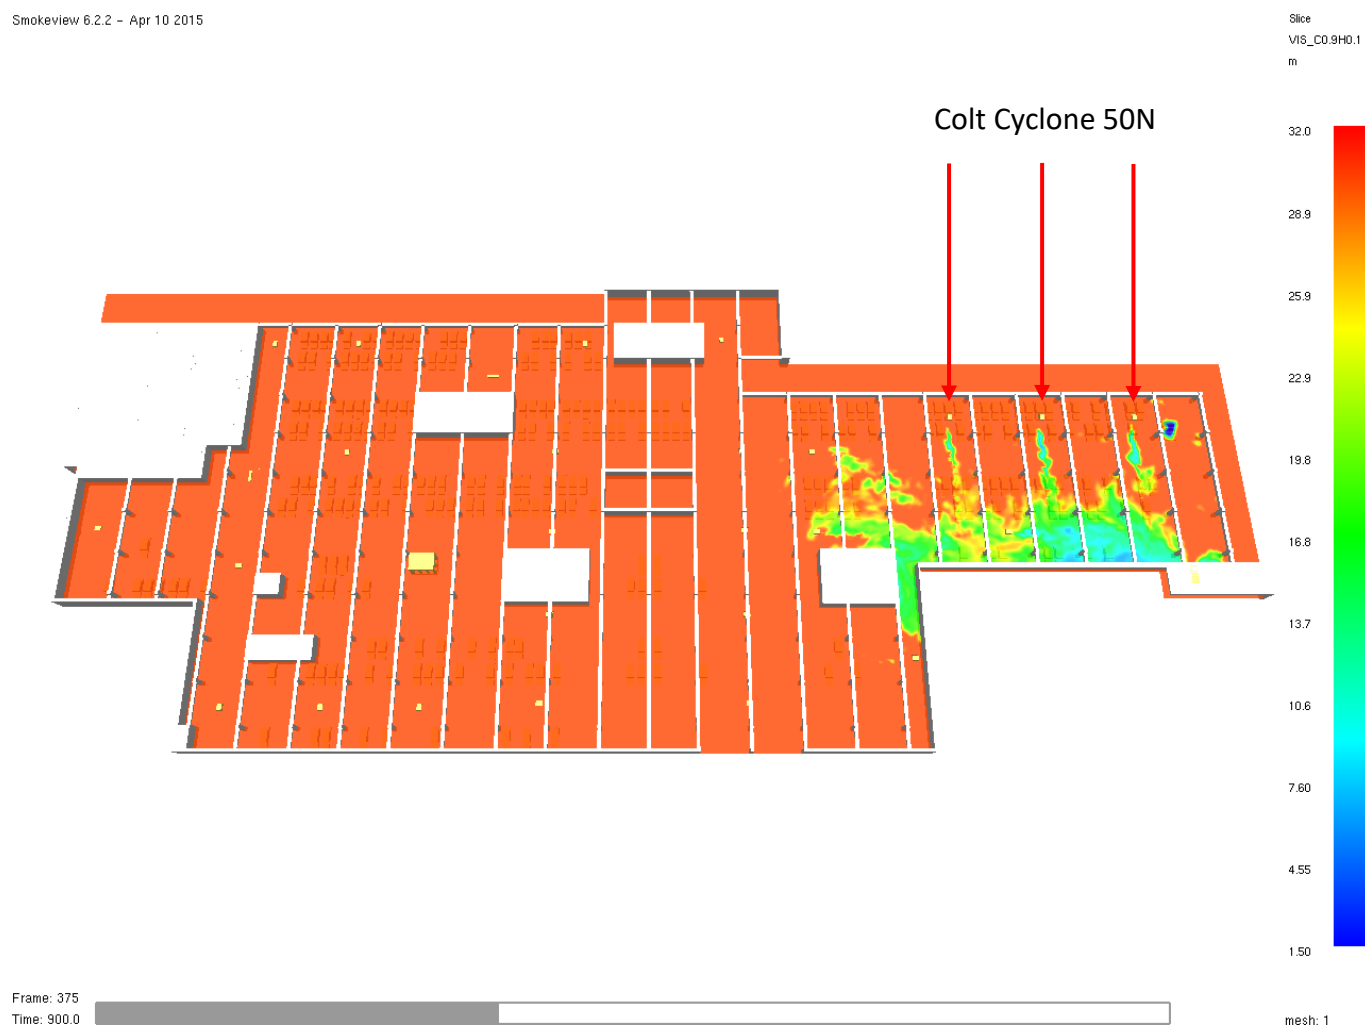 Smokeview 6.2.2 - Apr 10 2015
Slice
VIS_C0.9H0.1
m
Colt Cyclone 50N
32.0
28.9
25.9
22.9
19.8
16.8
13.7
10.6
7.60
4.55
1.50
Frame: 375
Time: 900.0
mesh: 1